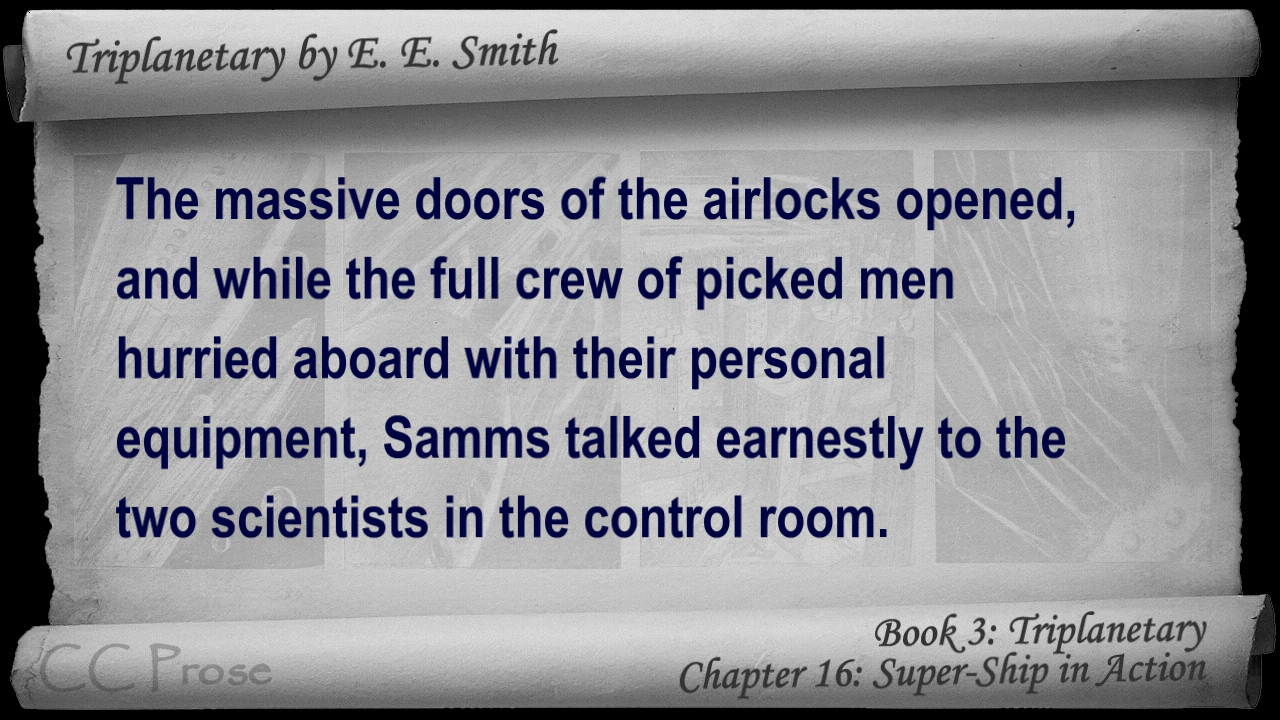 Triplanetary by E. E. Smith
The massive doors of the airlocks opened,
and while the full crew of picked men
hurried aboard with their personal
equipment, Samms talked earnestly to the
two scientists in the control room.
Book 3: Triplanetary
Chapter 16: Super-Ship in Action
CC Prose